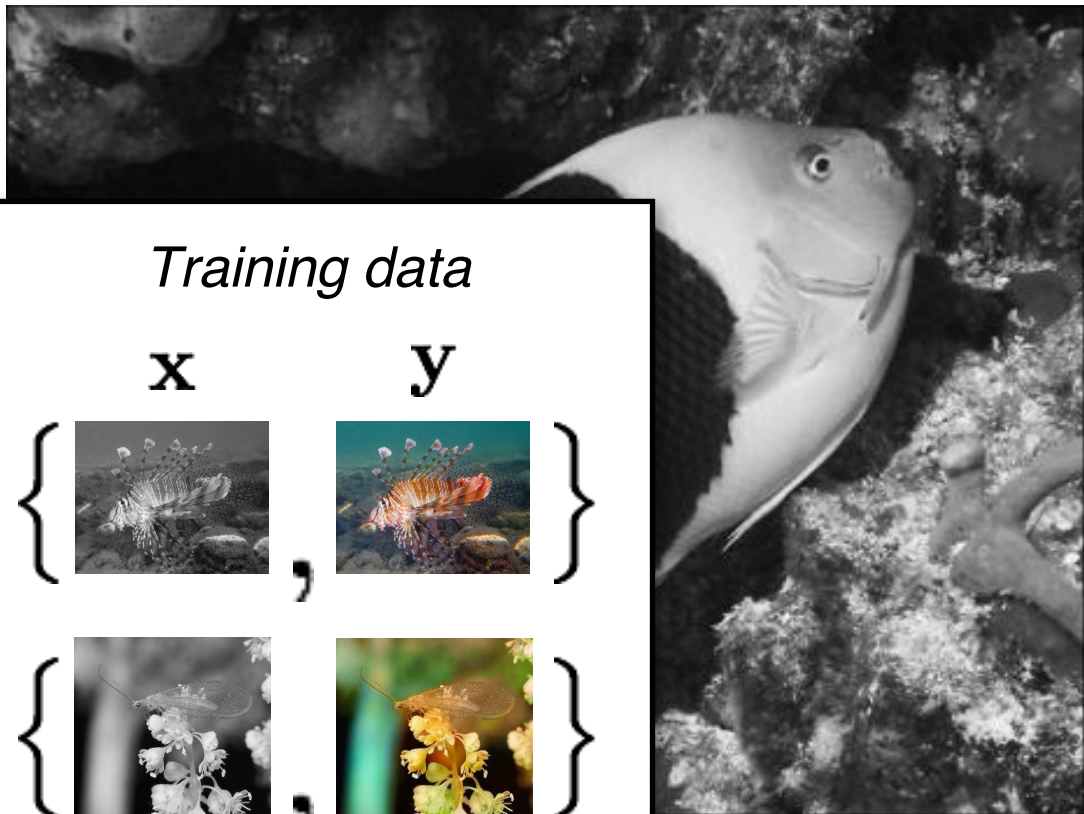 Training data
x y
{ , }
{ , }